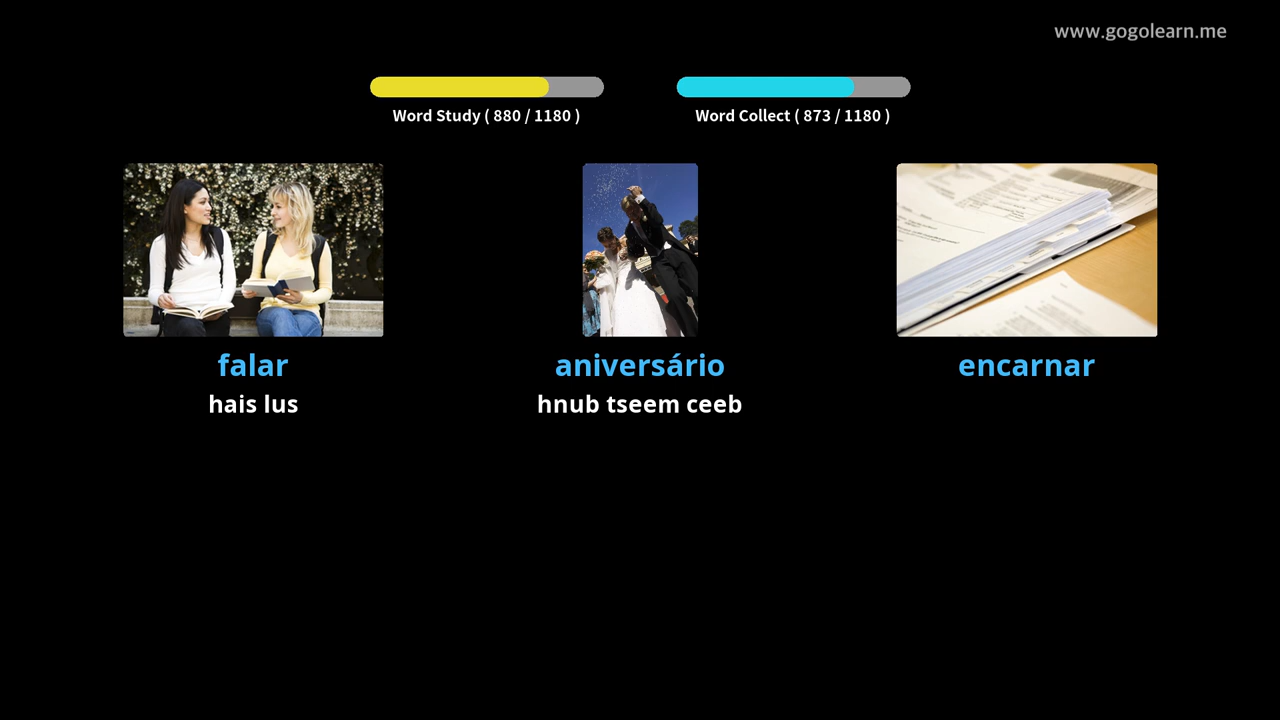 www.gogolearn.me
Word Study ( 880 / 1180 )
Word Collect ( 873 / 1180 )
falar
hais lus
aniversário
hnub tseem ceeb
encarnar